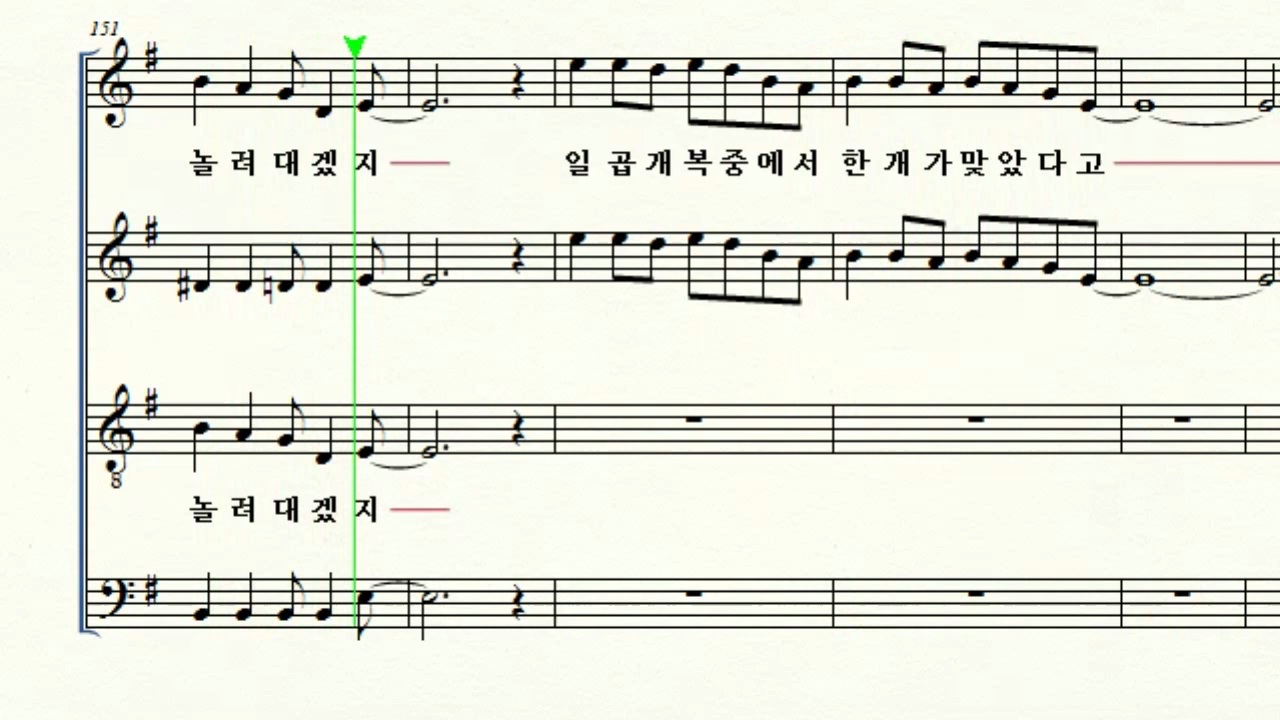 151
놀 려 대 겠 지 일 곱 개 복 중 에 서 한 개 가 맞 았 다 고
8
놀 려 대 겠 지